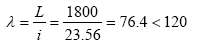 λ = L/i = 1800/23.56 = 76.4 < 120